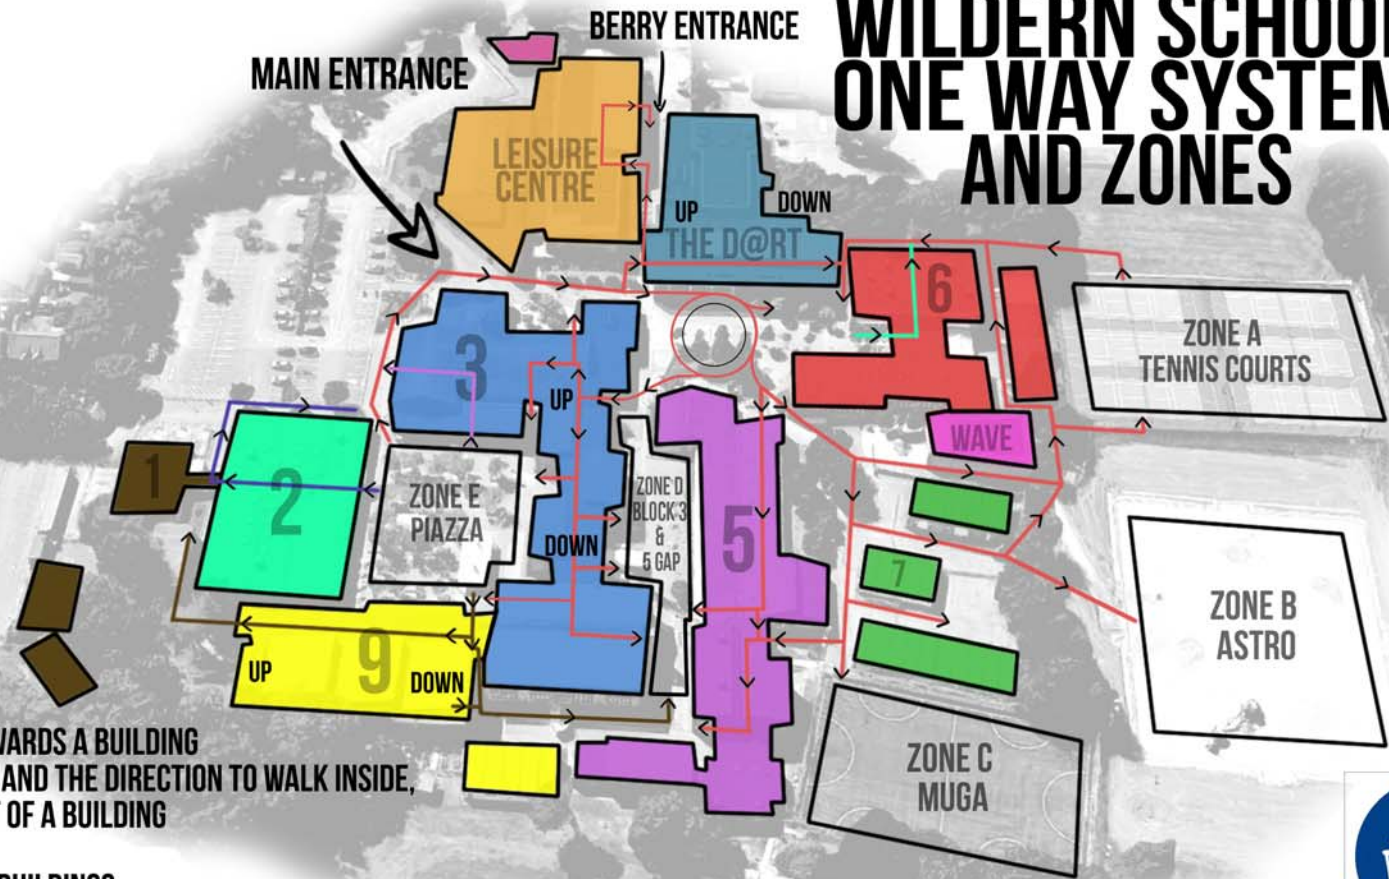 WILDERN SCHOOL
ONE WAY SYSTEM
AND ZONES
BERRY ENTRANCE
MAIN ENTRANCE
LEISURE
CENTRE
UP
DOWN
THE D@RT
6
ZONE A
TENNIS COURTS
3
UP
WAVE
1
2
ZONE E
PIAZZA
ZONE D
BLOCK 3
&
5 GAP
5
DOWN
7
ZONE B
ASTRO
9
UP
DOWN
ZONE C
MUGA
WARDS A BUILDING
AND THE DIRECTION TO WALK INSIDE,
OF A BUILDING